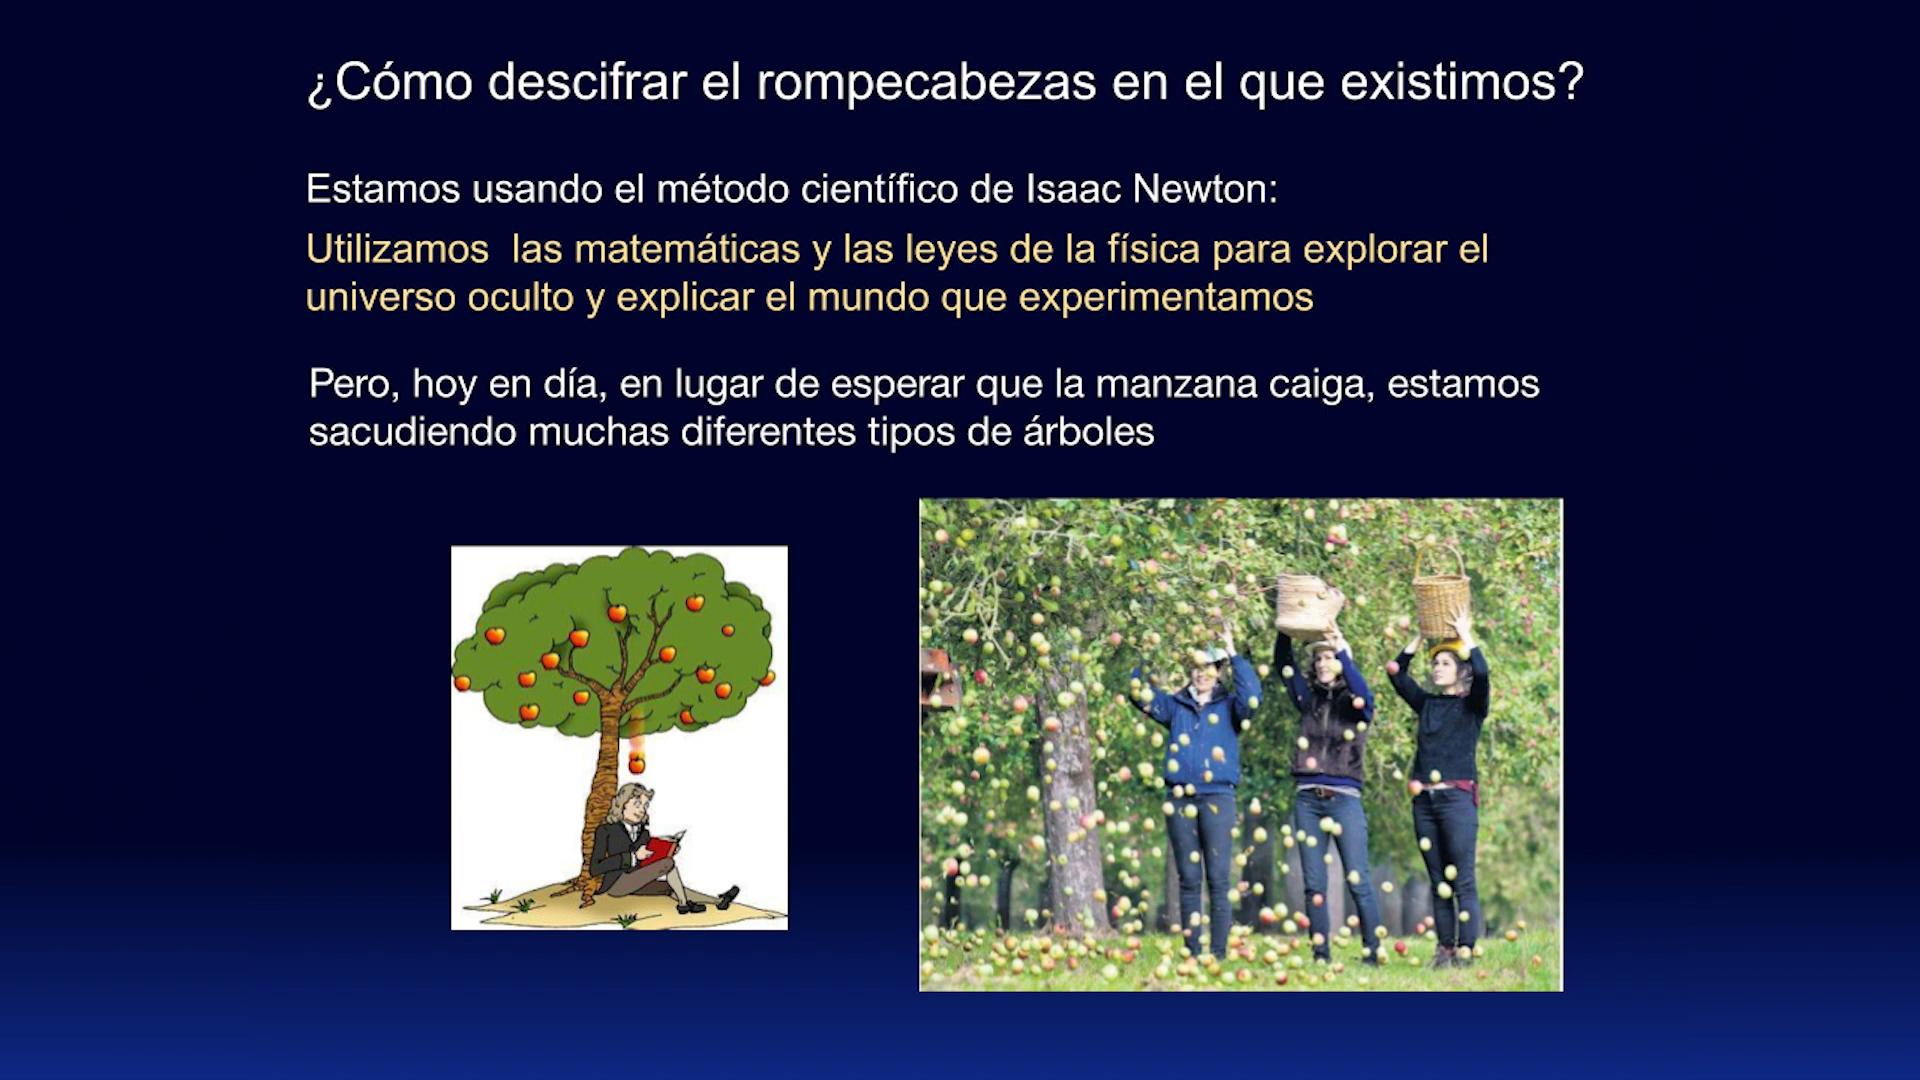 ¿Cómo descifrar el rompecabezas en el que existimos?
Estamos usando el método científico de Isaac Newton:
Utilizamos  las matemáticas y las leyes de la física para explorar el
universo oculto y explicar el mundo que experimentamos
Pero, hoy en día, en lugar de esperar que la manzana caiga, estamos
sacudiendo muchas diferentes tipos de árboles